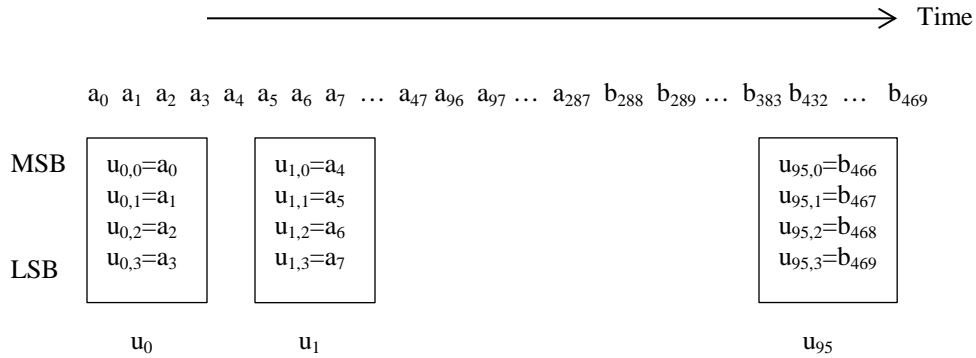 Time
a0 a1 a2 a3 a4 a5 a6 a7 … a47 a96 a97 … a287 b288 b289 … b383 b432 … b469
MSB u0,0=a0 u1,0=a4 u95,0=b466
u0,1=a1 u1,1=a5 u95,1=b467
u0,2=a2 u1,2=a6 u95,2=b468
LSB u0,3=a3 u1,3=a7 u95,3=b469
u0 u1 u95